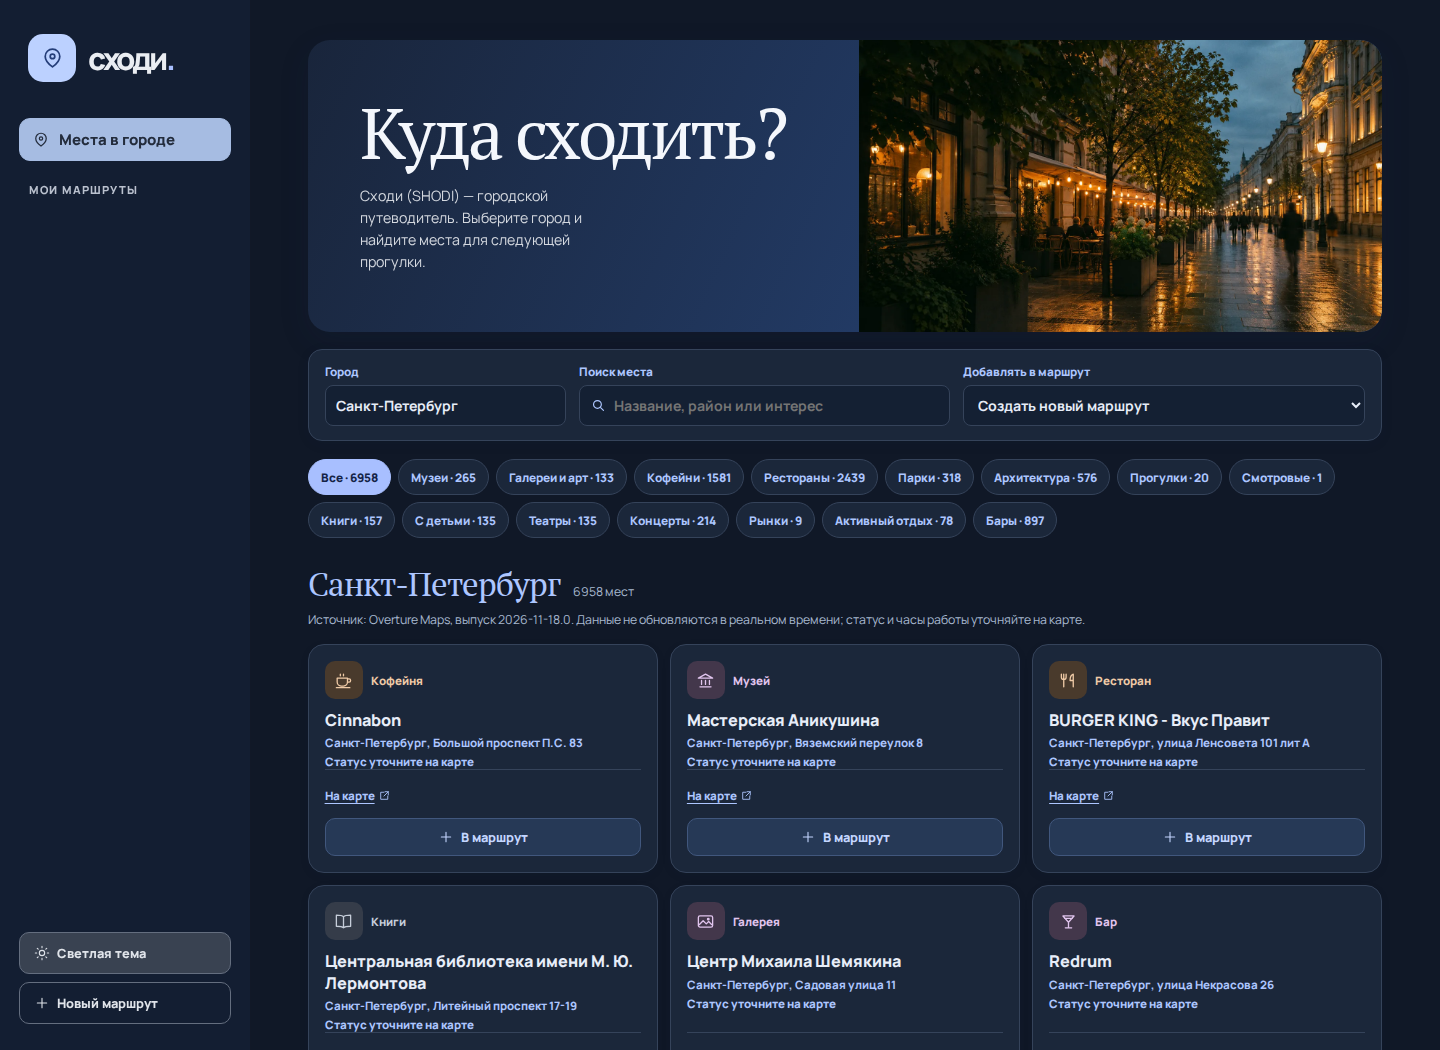 сходи.
Места в городе
МОИ МАРШРУТЫ
Светлая тема
Новый маршрут
Куда сходить?
Сходи (SHODI) — городской
путеводитель. Выберите город и
найдите места для следующей
прогулки.
Город
Поиск места
Добавлять в маршрут
Санкт-Петербург
Название, район или интерес
Создать новый маршрут
Все · 6958
Музеи · 265
Галереи и арт · 133
Кофейни · 1581
Рестораны · 2439
Парки · 318
Архитектура · 576
Прогулки · 20
Смотровые · 1
Книги · 157
С детьми · 135
Театры · 135
Концерты · 214
Рынки · 9
Активный отдых · 78
Бары · 897
Санкт-Петербург 6958 мест
Источник: Overture Maps, выпуск 2026-11-18.0. Данные не обновляются в реальном времени; статус и часы работы уточняйте на карте.
Кофейня
Cinnabon
Санкт-Петербург, Большой проспект П.С. 83
Статус уточните на карте
На карте
В маршрут
Музей
Мастерская Аникушина
Санкт-Петербург, Вяземский переулок 8
Статус уточните на карте
На карте
В маршрут
Ресторан
BURGER KING - Вкус Правит
Санкт-Петербург, улица Ленсовета 101 лит А
Статус уточните на карте
На карте
В маршрут
Книги
Центральная библиотека имени М. Ю.
Лермонтова
Санкт-Петербург, Литейный проспект 17-19
Статус уточните на карте
Галерея
Центр Михаила Шемякина
Санкт-Петербург, Садовая улица 11
Статус уточните на карте
Бар
Redrum
Санкт-Петербург, улица Некрасова 26
Статус уточните на карте